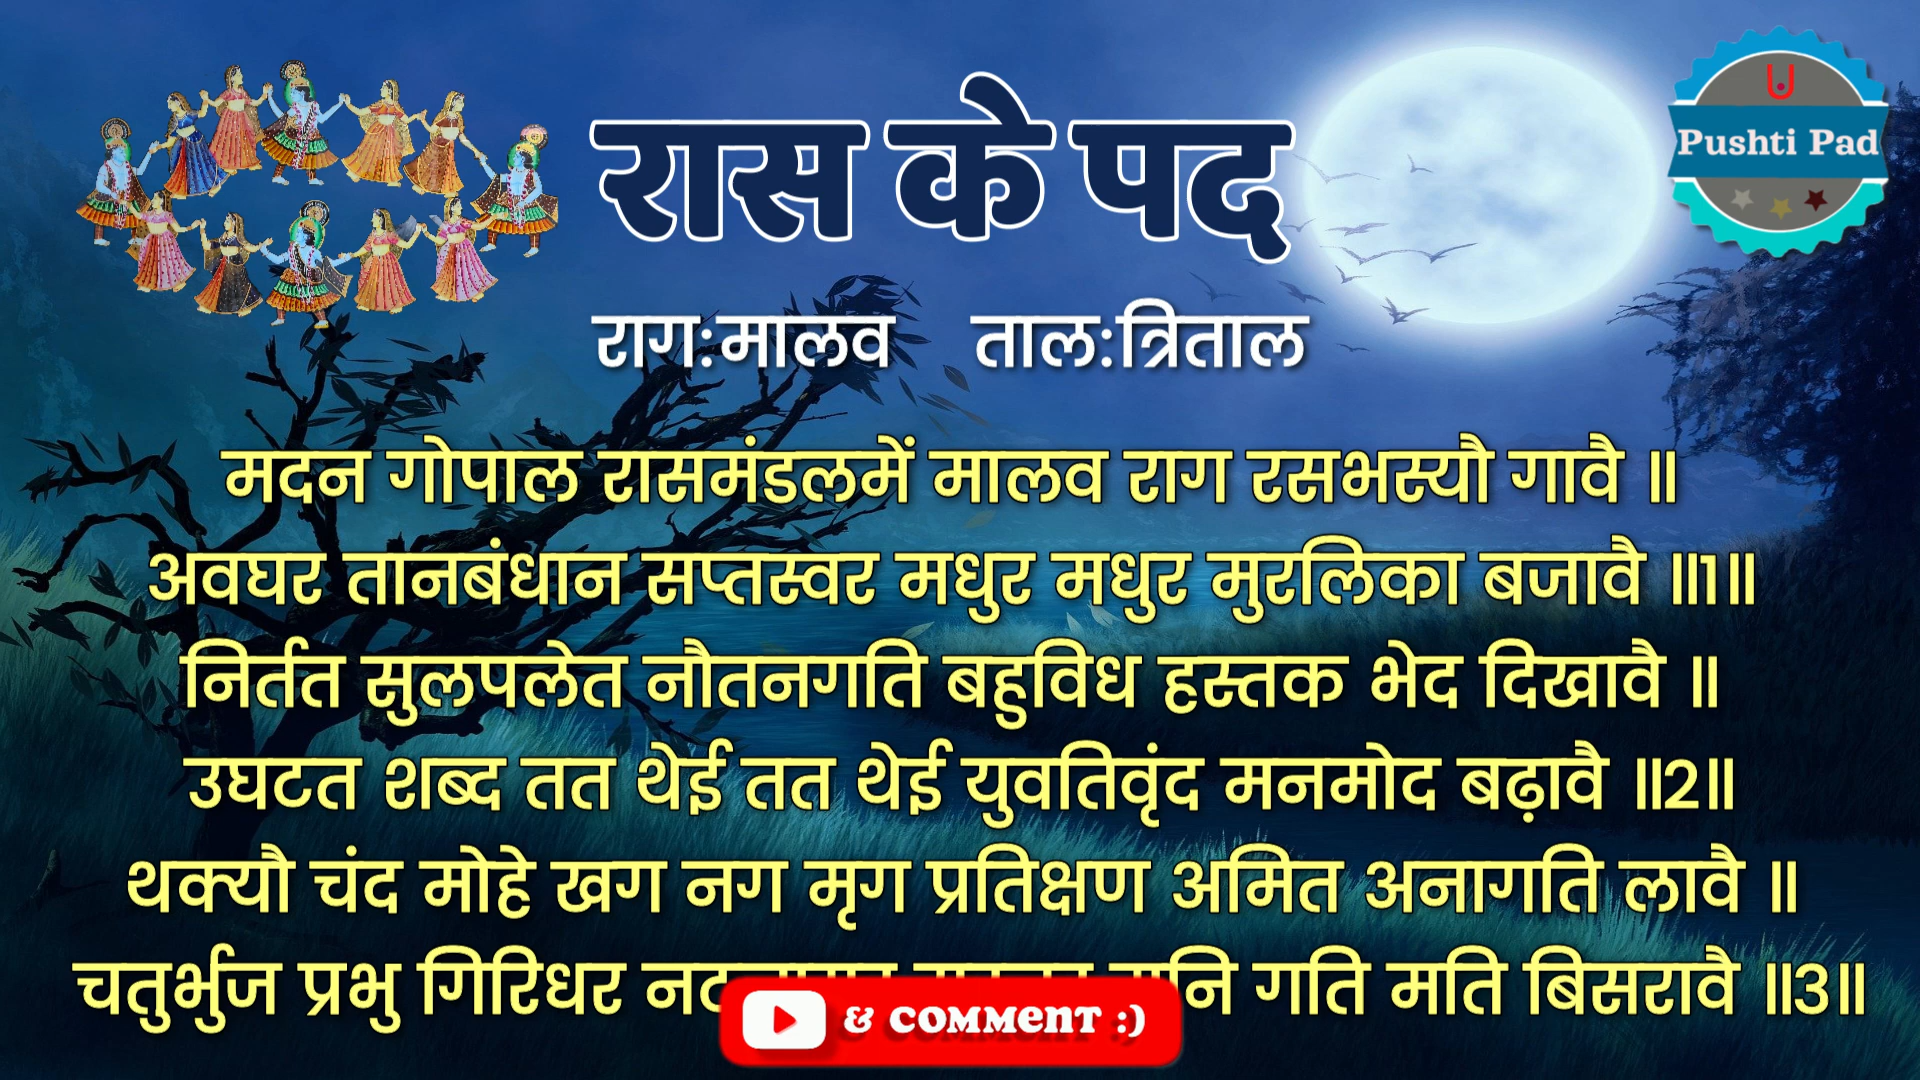 रास के पद
Pushti Pad
राग:मालव ताल:त्रिताल
मदन गोपाल रासमंडलमें मालव राग रसभस्यौ गावै ॥
अवघर तानबंधान सप्तस्वर मधुर मधुर मुरलिका बजावै ॥1॥
निर्तत सुलपलेत नौतनगति बहुविध हस्तक भेद दिखावै ॥
उघटत शब्द तत थेई तत थेई युवतिवृंद मनमोद बढ़ावै ॥2॥
थक्यौ चंद मोहे खग नग मृग प्रतिक्षण अमित अनागति लावै ॥
चतुर्भुज प्रभु गिरिधर गति मति बिसरावै ॥3॥
& COMMENT :)